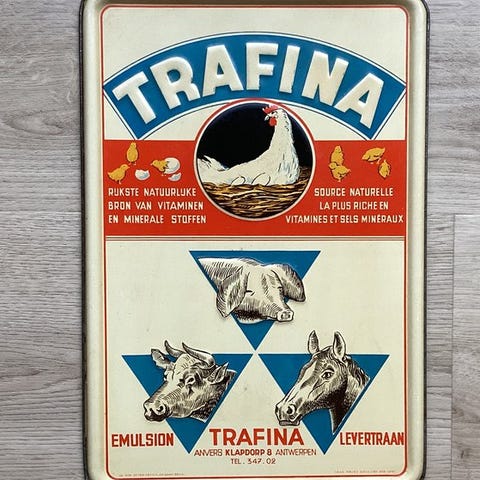 TRAFINA
RIJKSTE NATUURLIJKE
BRON VAN VITAMINEN
EN MINERALE STOFFEN
SOURCE NATURELLE
LA PLUS RICHE EN
VITAMINES ET SELS MINÉRAUX
EMULSION
TRAFINA
LEVERTRAAN
ANVERS KLAPDORP 8 ANTWERPEN
TEL. 347.02